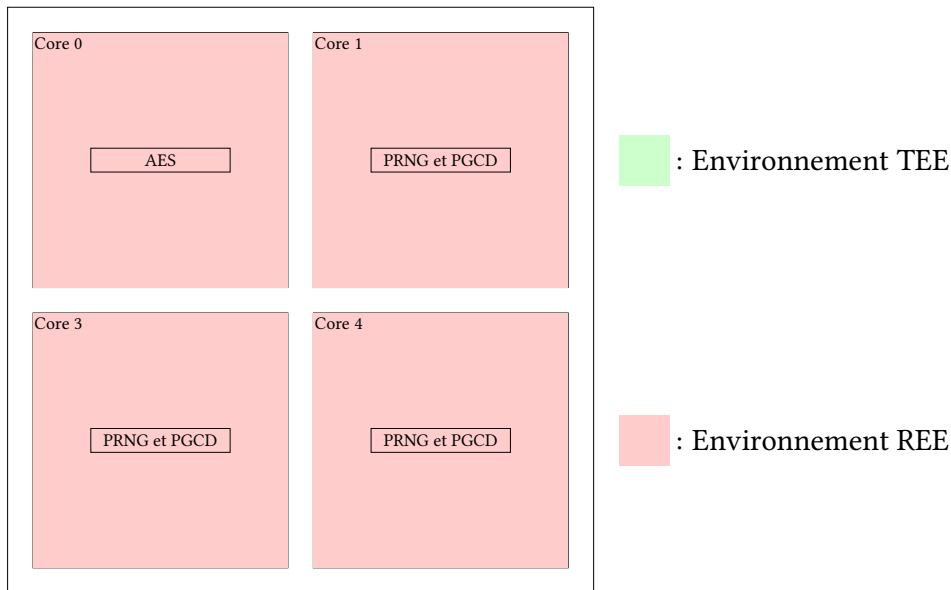 Core 0
Core 1
AES
PRNG et PGCD
: Environnement TEE
Core 3
Core 4
PRNG et PGCD
PRNG et PGCD
: Environnement REE